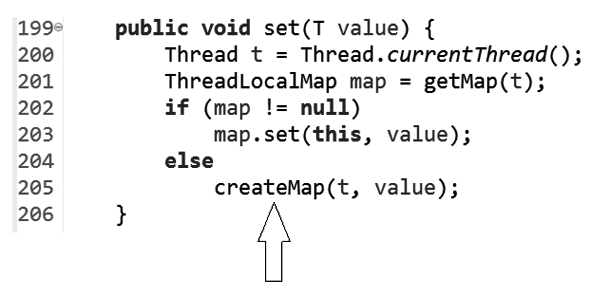 199 public void set(T value) {
200 Thread t = Thread.currentThread();
201 ThreadLocalMap map = getMap(t);
202 if (map != null)
203 map.set(this, value);
204 else
205 createMap(t, value);
206 }